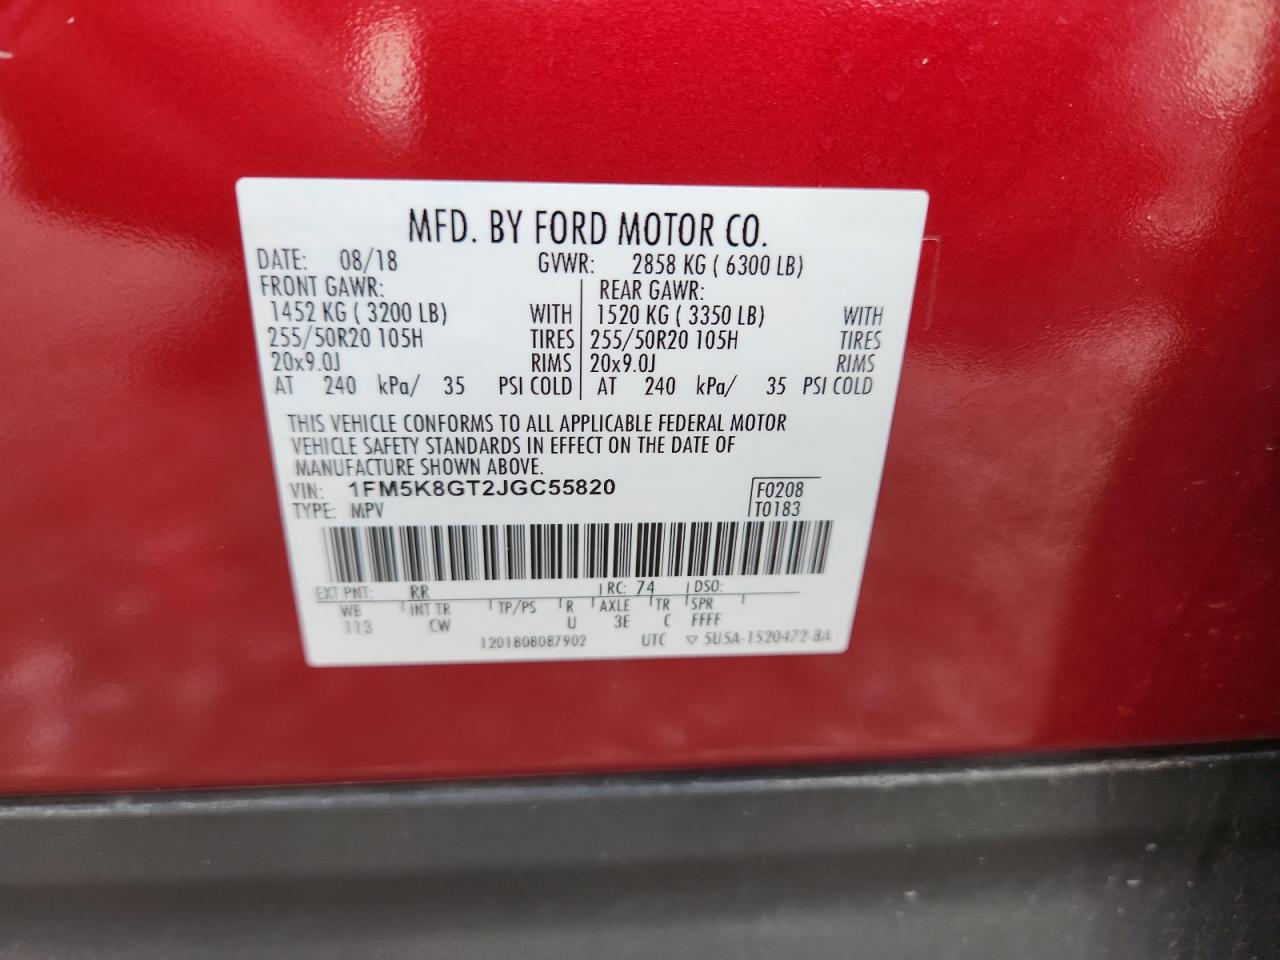 MFD. BY FORD MOTOR CO.
DATE: 08/18 GVWR: 2858 KG ( 6300 LB)
FRONT GAWR: REAR GAWR:
1452 KG ( 3200 LB) WITH 1520 KG ( 3350 LB) WITH
255/50R20 105H TIRES 255/50R20 105H TIRES
20x9.0J RIMS 20x9.0J RIMS
AT 240 kPa/ 35 PSI COLD AT 240 kPa/ 35 PSI COLD
THIS VEHICLE CONFORMS TO ALL APPLICABLE FEDERAL MOTOR
VEHICLE SAFETY STANDARDS IN EFFECT ON THE DATE OF
MANUFACTURE SHOWN ABOVE.
VIN: 1FM5K8GT2JGC55820 F0208
TYPE: MPV T0183
EXT PNT: RR RC: 74 DSO:
WB INT TR TP/PS R AXLE TR SPR
113 CW U 3E C FFFF
1201808087902 UTC ▽ 5U5A-1520472-BA